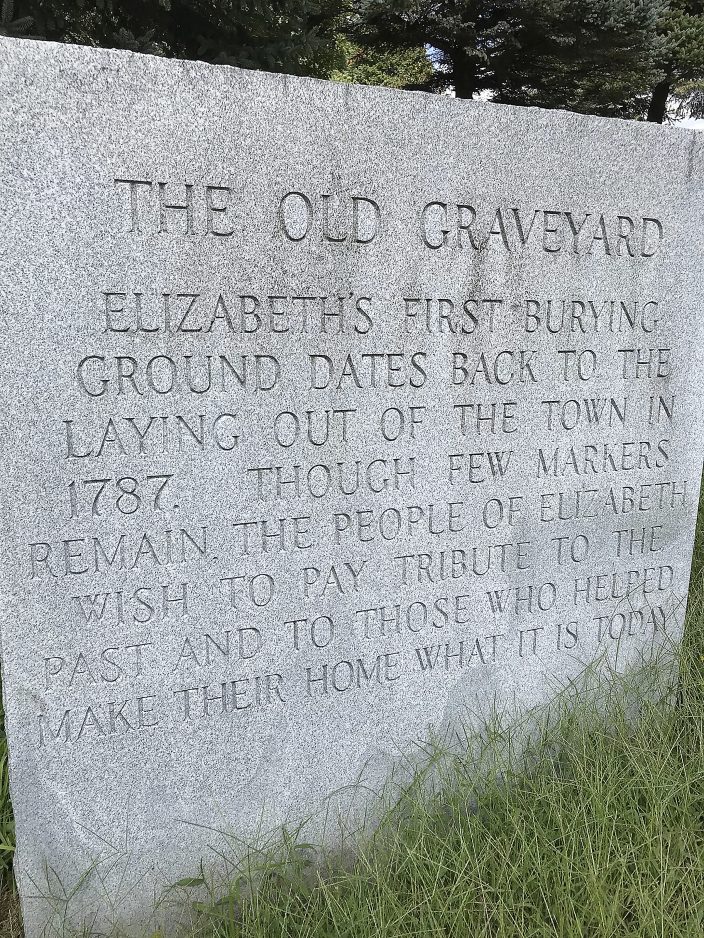 THE OLD GRAVEYARD
ELIZABETH'S FIRST BURYING
GROUND DATES BACK TO THE
LAYING OUT OF THE TOWN IN
1787. THOUGH FEW MARKERS
REMAIN, THE PEOPLE OF ELIZABETH
WISH TO PAY TRIBUTE TO THE
PAST AND TO THOSE WHO HELPED
MAKE THEIR HOME WHAT IT IS TODAY